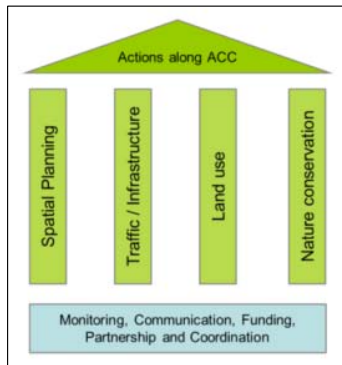 Actions along ACC
Spatial Planning
Traffic / Infrastructure
Land use
Nature conservation
Monitoring, Communication, Funding,
Partnership and Coordination